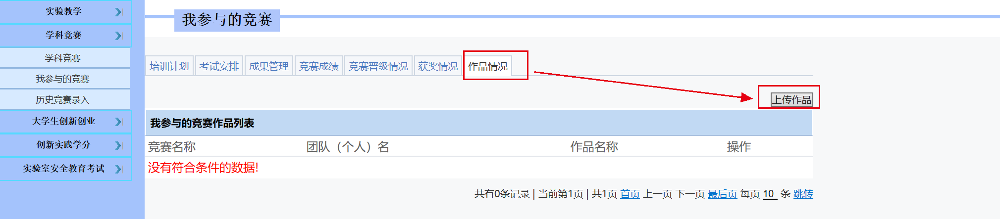 实验教学
学科竞赛
学科竞赛
我参与的竞赛
历史竞赛录入
大学生创新创业
创新实践学分
实验室安全教育考试
我参与的竞赛
培训计划 考试安排 成果管理 竞赛成绩 竞赛晋级情况 获奖情况 作品情况
上传作品
我参与的竞赛作品列表
竞赛名称 团队（个人）名 作品名称 操作
没有符合条件的数据!
共有0条记录 | 当前第1页 | 共1页 首页 上一页 下一页 最后页 每页 10 条 跳转